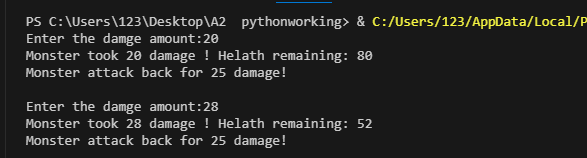 PS C:\Users\123\Desktop\A2  pythonworking> & C:/Users/123/AppData/Local/P
Enter the damge amount:20
Monster took 20 damage ! Helath remaining: 80
Monster attack back for 25 damage!
Enter the damge amount:28
Monster took 28 damage ! Helath remaining: 52
Monster attack back for 25 damage!